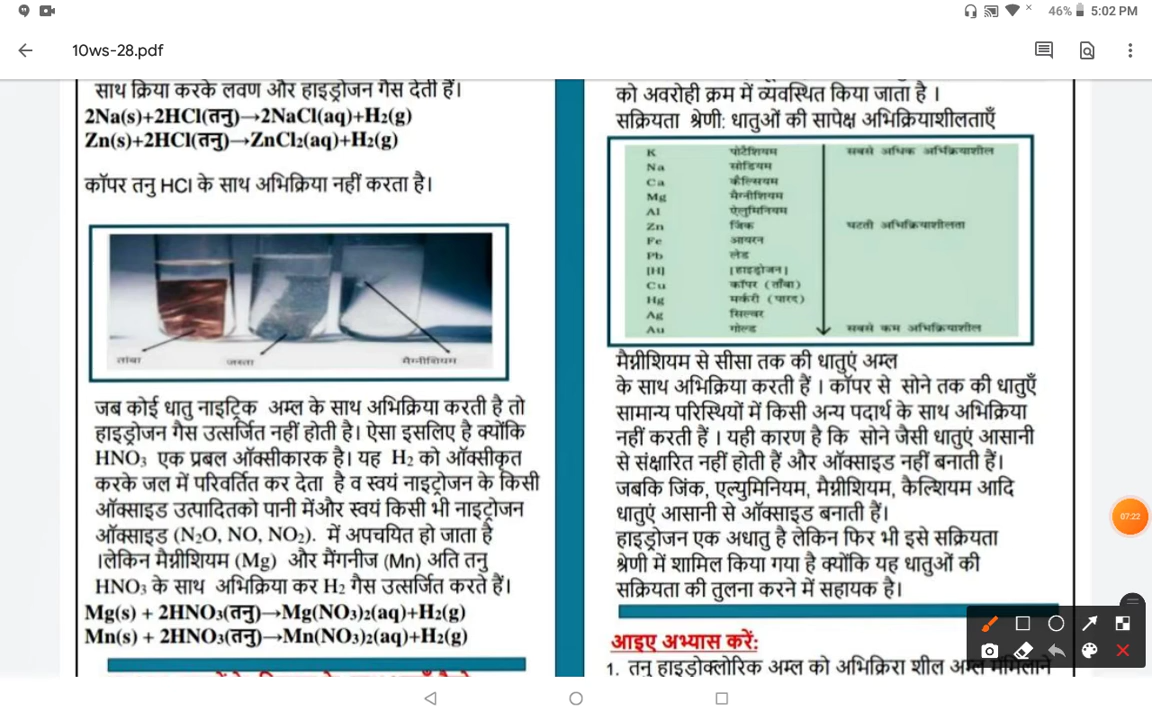 46% 5:02 PM
10ws-28.pdf
साथ क्रिया करके लवण और हाइड्रोजन गैस देती हैं।
2Na(s)+2HCl(तनु)→2NaCl(aq)+H₂(g)
Zn(s)+2HCl(तनु)→ZnCl₂(aq)+H₂(g)
कॉपर तनु HCl के साथ अभिक्रिया नहीं करता है।
तांबा जस्ता मैग्नीशियम
जब कोई धातु नाइट्रिक अम्ल के साथ अभिक्रिया करती है तो
हाइड्रोजन गैस उत्सर्जित नहीं होती है। ऐसा इसलिए है क्योंकि
HNO₃ एक प्रबल ऑक्सीकारक है। यह H₂ को ऑक्सीकृत
करके जल में परिवर्तित कर देता है व स्वयं नाइट्रोजन के किसी
ऑक्साइड उत्पादितको पानी मेंऔर स्वयं किसी भी नाइट्रोजन
ऑक्साइड (N₂O, NO, NO₂). में अपचयित हो जाता है
।लेकिन मैग्नीशियम (Mg) और मैंगनीज (Mn) अति तनु
HNO₃ के साथ अभिक्रिया कर H₂ गैस उत्सर्जित करते हैं।
Mg(s) + 2HNO₃(तनु)→Mg(NO₃)₂(aq)+H₂(g)
Mn(s) + 2HNO₃(तनु)→Mn(NO₃)₂(aq)+H₂(g)
को अवरोही क्रम में व्यवस्थित किया जाता है ।
सक्रियता श्रेणी: धातुओं की सापेक्ष अभिक्रियाशीलताएँ
K पोटैशियम सबसे अधिक अभिक्रियाशील
Na सोडियम
Ca कैल्सियम
Mg मैग्नीशियम
Al ऐलुमिनियम
Zn जिंक घटती अभिक्रियाशीलता
Fe आयरन
Pb लेड
[H] [हाइड्रोजन]
Cu कॉपर (ताँबा)
Hg मर्करी (पारद)
Ag सिल्वर
Au गोल्ड सबसे कम अभिक्रियाशील
मैग्नीशियम से सीसा तक की धातुएं अम्ल
के साथ अभिक्रिया करती हैं । कॉपर से सोने तक की धातुएँ
सामान्य परिस्थियों में किसी अन्य पदार्थ के साथ अभिक्रिया
नहीं करती हैं । यही कारण है कि सोने जैसी धातुएं आसानी
से संक्षारित नहीं होती हैं और ऑक्साइड नहीं बनाती हैं।
जबकि जिंक, एल्युमिनियम, मैग्नीशियम, कैल्शियम आदि
धातुएं आसानी से ऑक्साइड बनाती हैं।
हाइड्रोजन एक अधातु है लेकिन फिर भी इसे सक्रियता
श्रेणी में शामिल किया गया है क्योंकि यह धातुओं की
सक्रियता की तुलना करने में सहायक है।
आइए अभ्यास करें:
1. तनु हाइड्रोक्लोरिक अम्ल को अभिक्रिरा शील
07:22